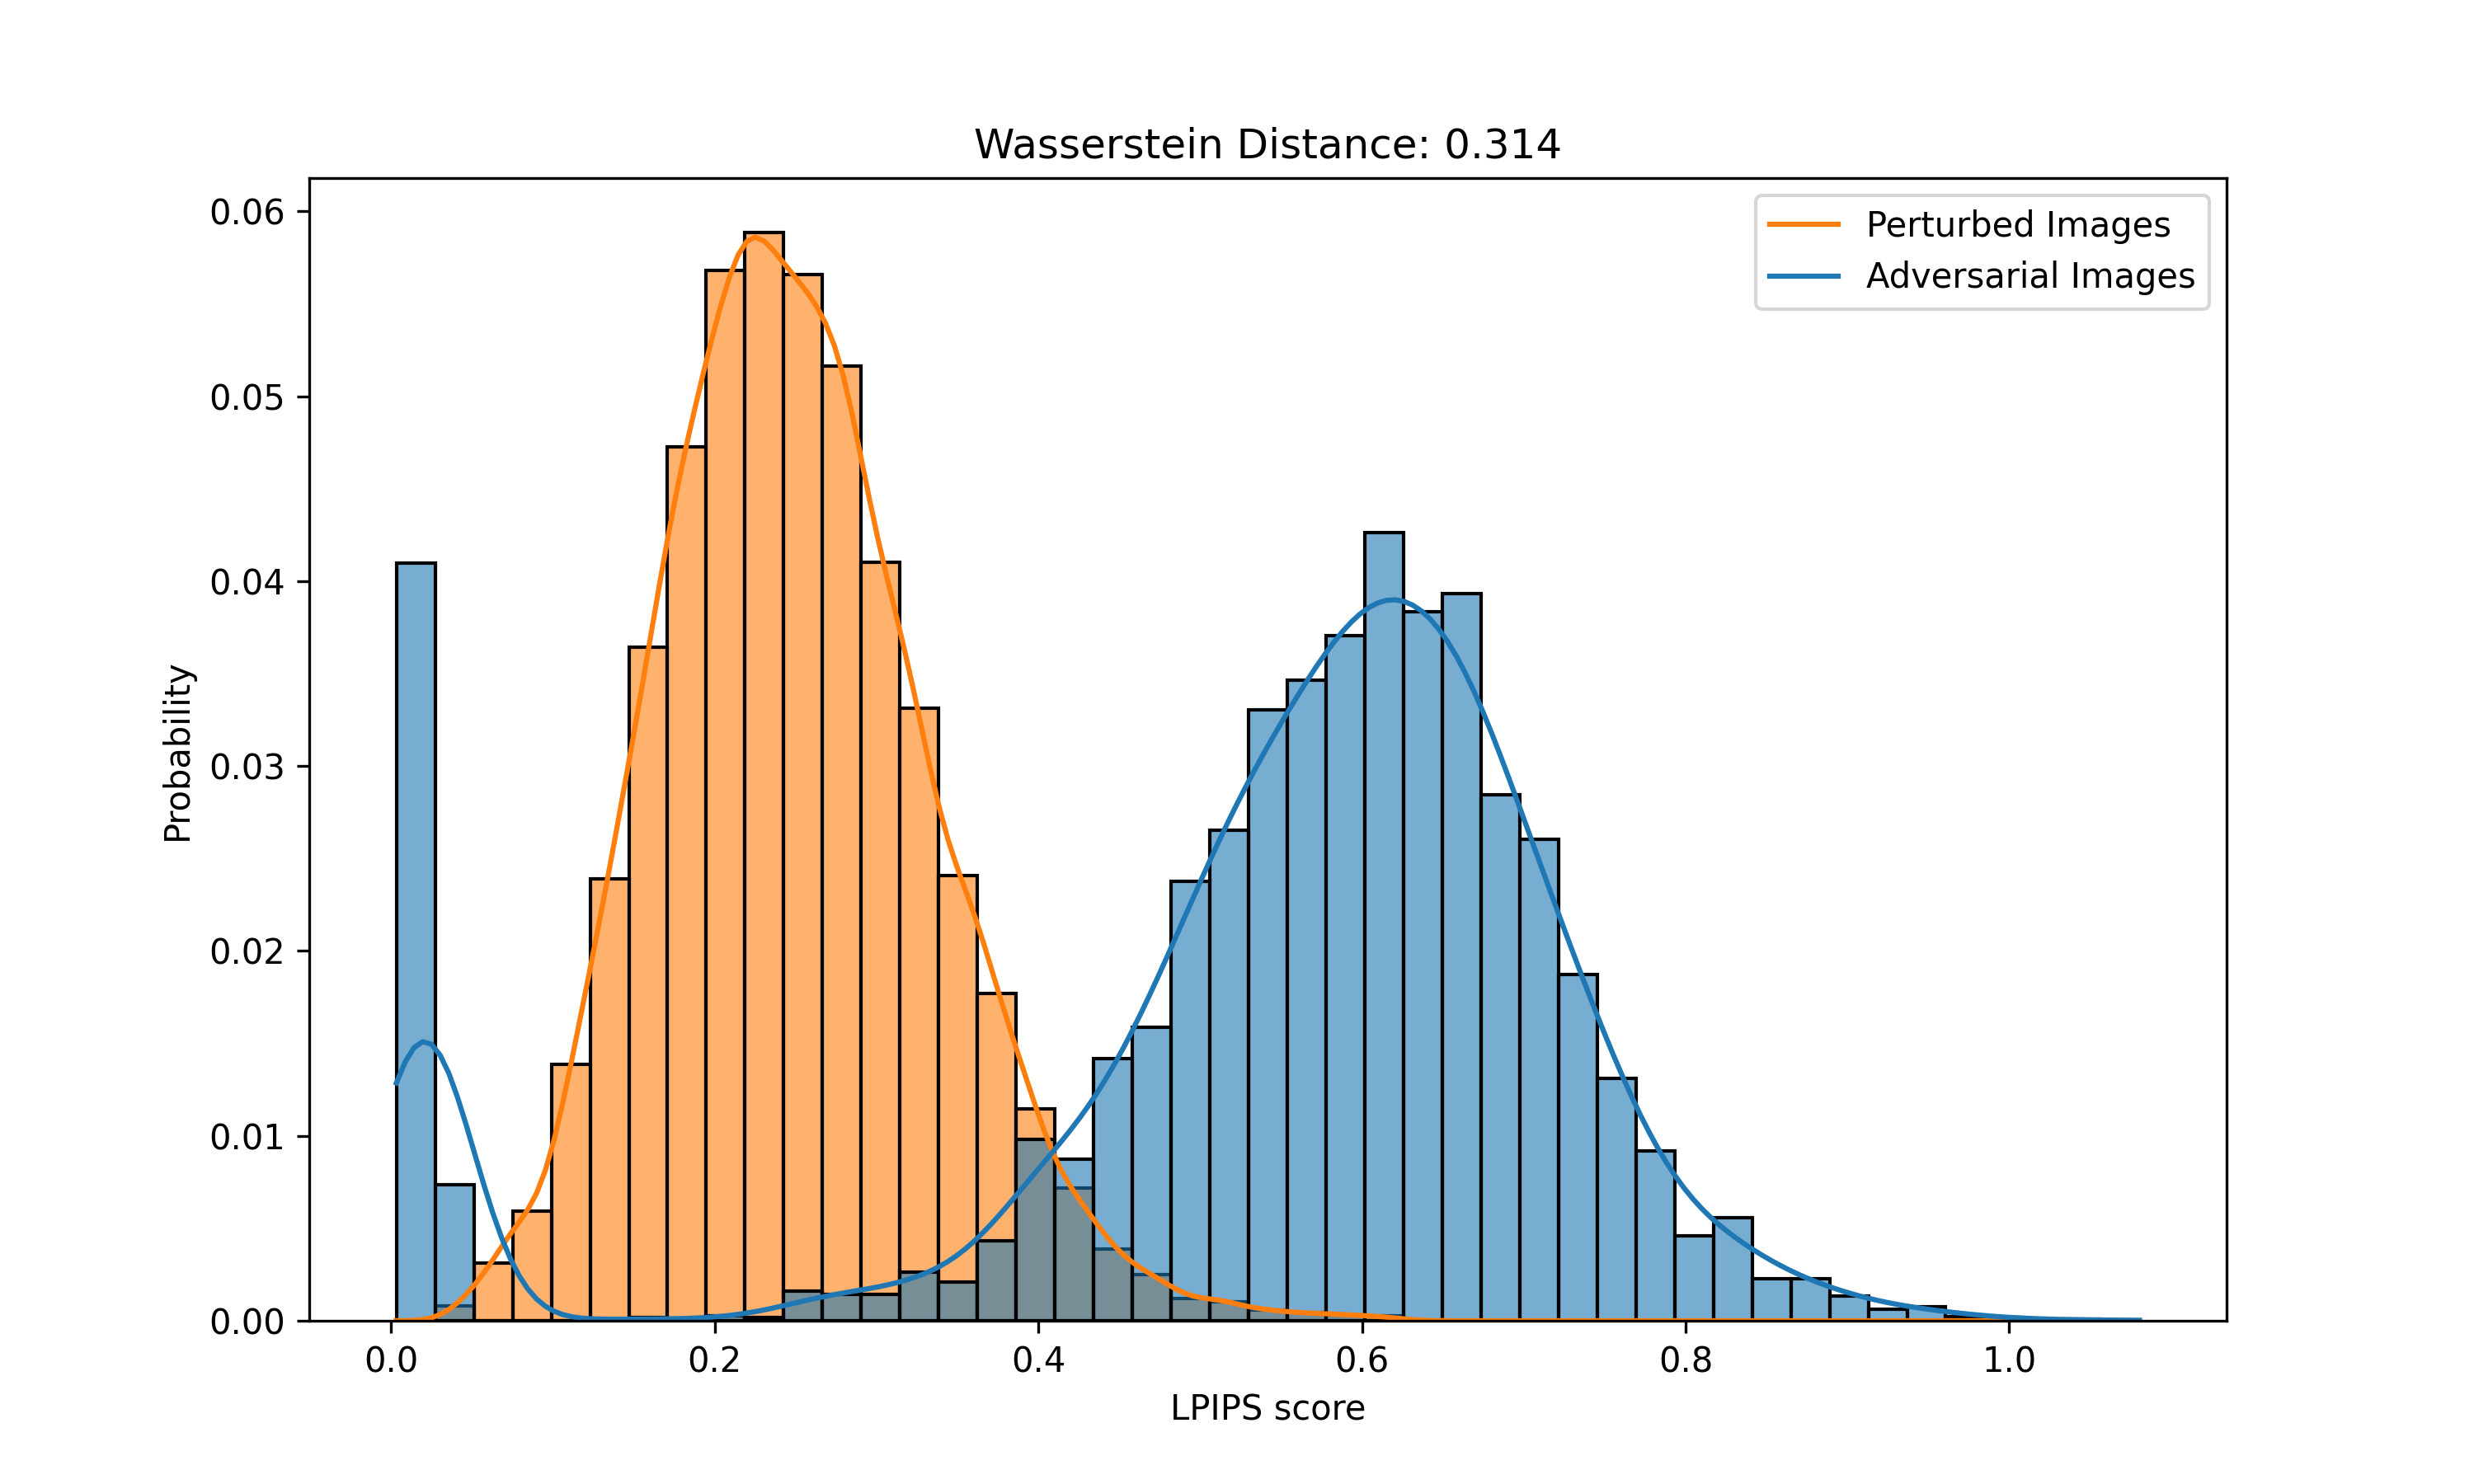 Wasserstein Distance: 0.314
Perturbed Images
Adversarial Images
Probability
0.06
0.05
0.04
0.03
0.02
0.01
0.00
0.0 0.2 0.4 0.6 0.8 1.0
LPIPS score